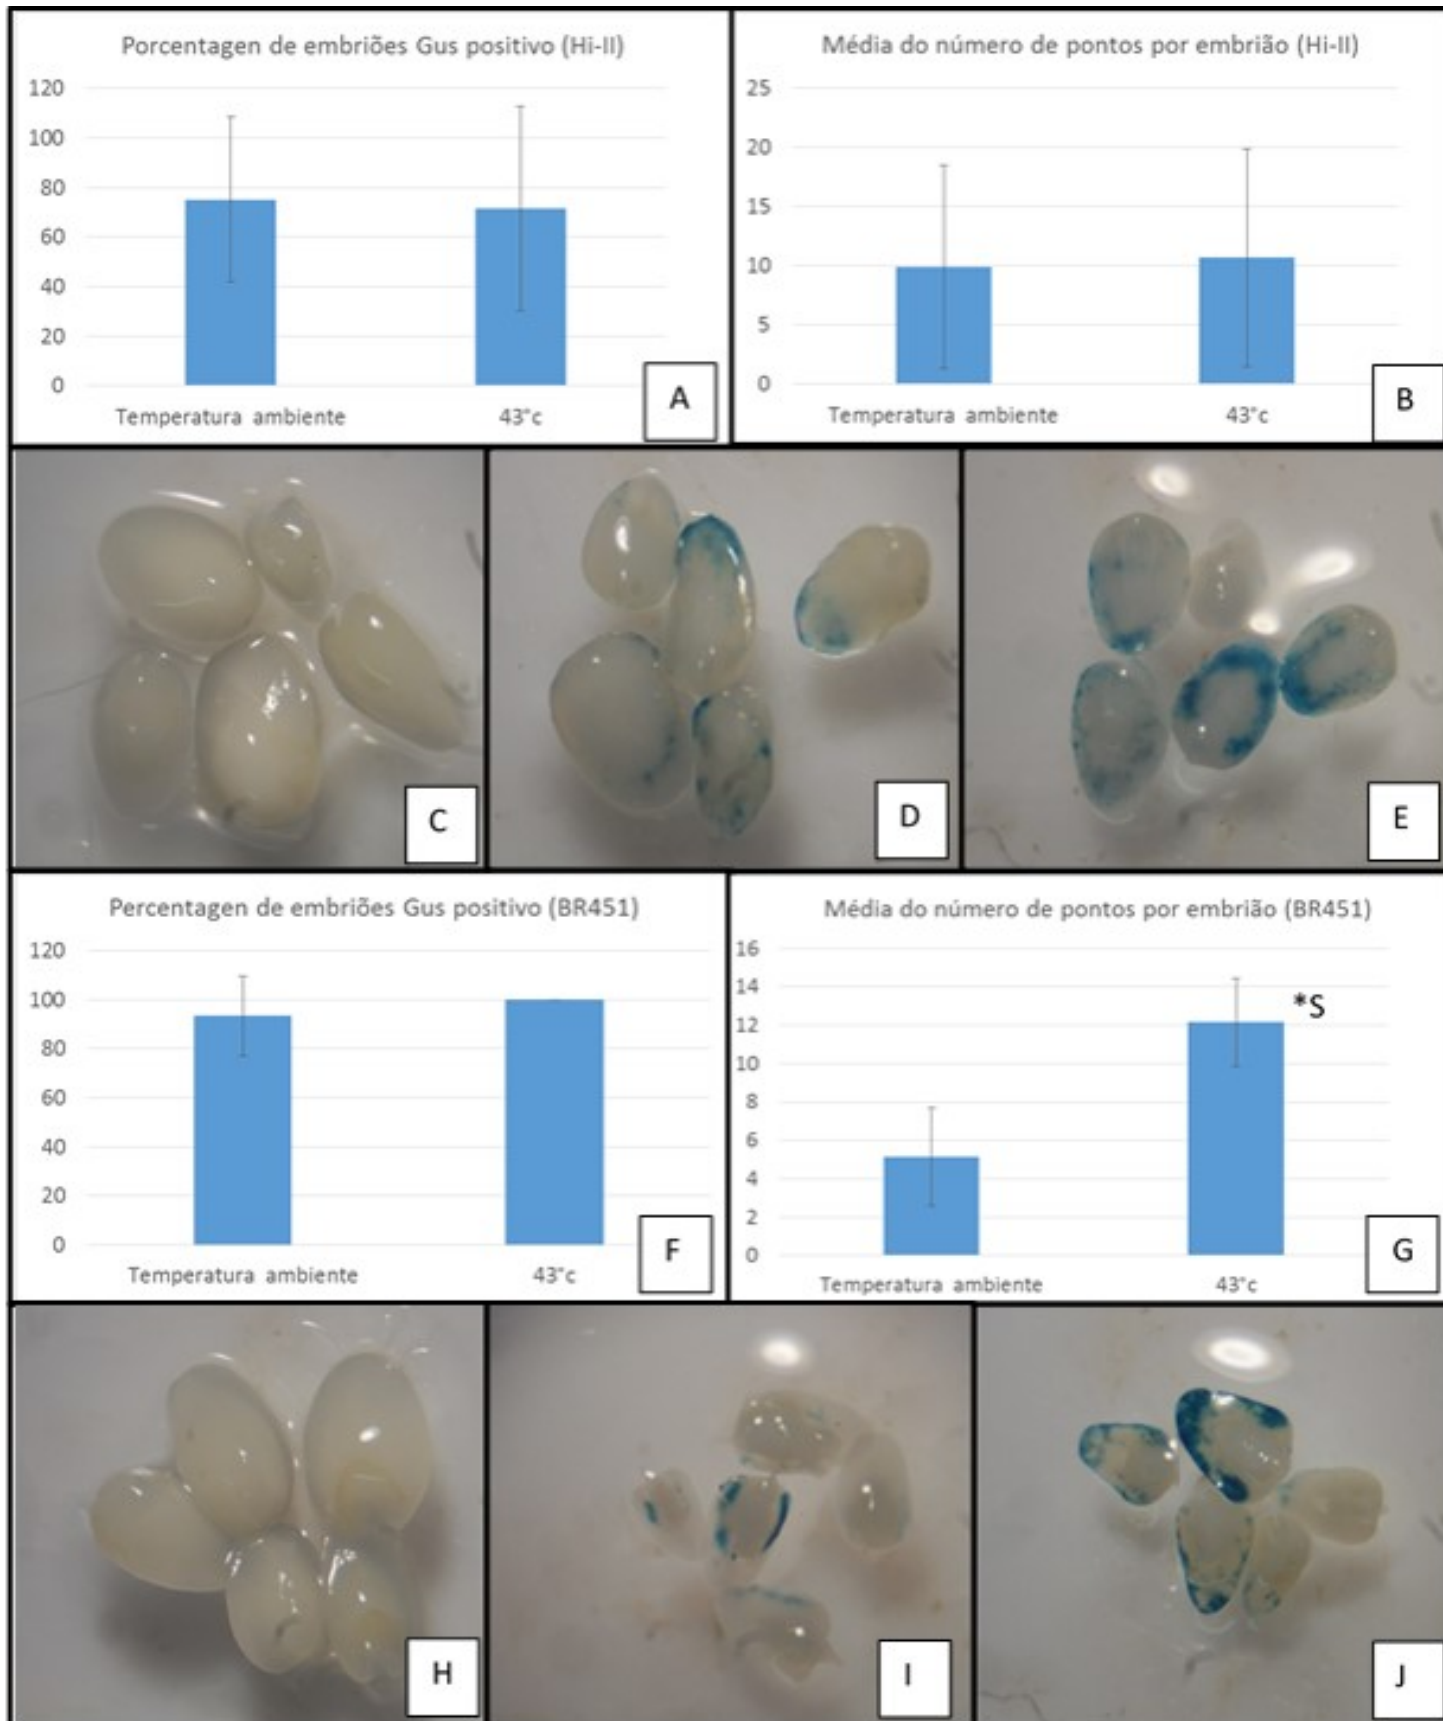 Porcentagen de embriões Gus positivo (Hi-II)
120
100
80
60
40
20
0
Temperatura ambiente
43°c
A
Média do número de pontos por embrião (Hi-II)
25
20
15
10
5
0
Temperatura ambiente
43°c
B
C
D
E
Percentagen de embriões Gus positivo (BR451)
120
100
80
60
40
20
0
Temperatura ambiente
43°c
F
Média do número de pontos por embrião (BR451)
16
14
12
10
8
6
4
2
0
*S
Temperatura ambiente
43°c
G
H
I
J